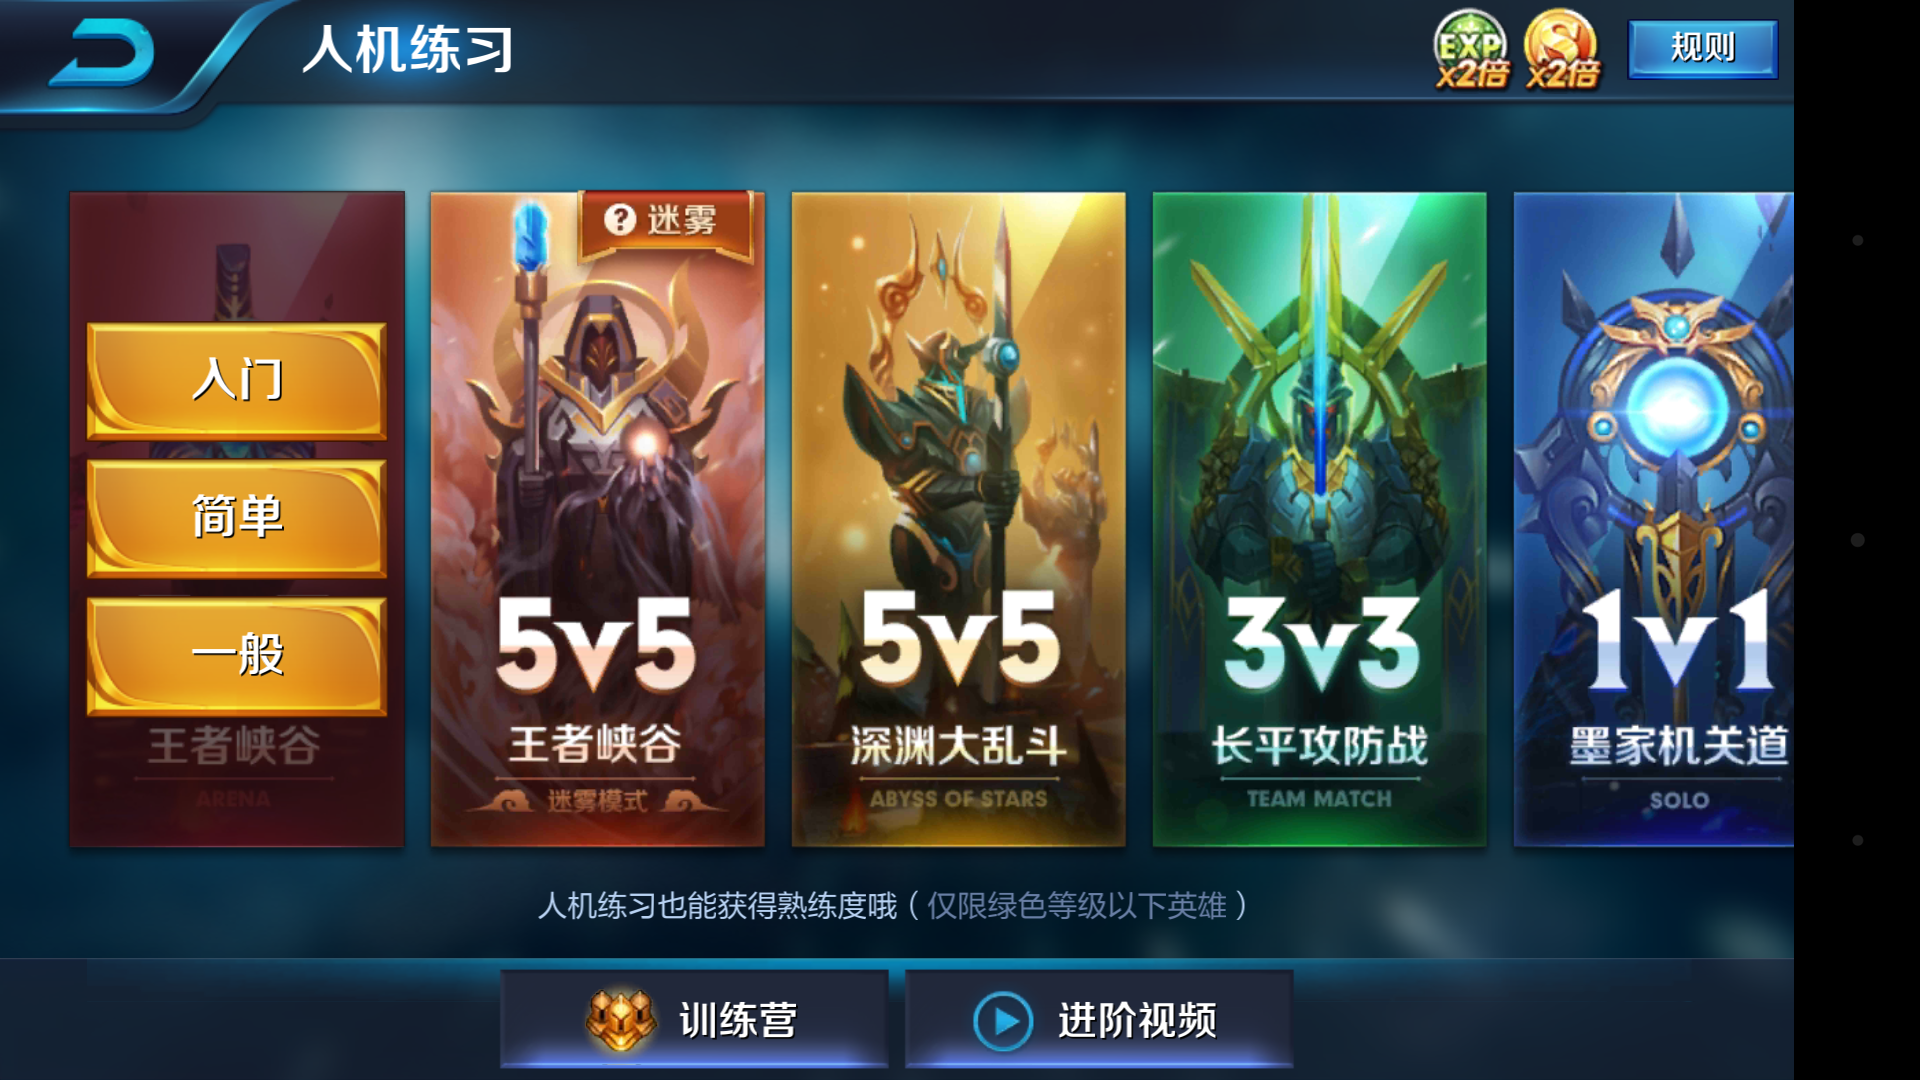 人机练习
EXP
x2倍
S
x2倍
规则
入门
简单
一般
王者峡谷
ARENA
? 迷雾
5v5
王者峡谷
迷雾模式
5v5
深渊大乱斗
ABYSS OF STARS
3v3
长平攻防战
TEAM MATCH
1v1
墨家机关道
SOLO
人机练习也能获得熟练度哦（仅限绿色等级以下英雄）
训练营
进阶视频